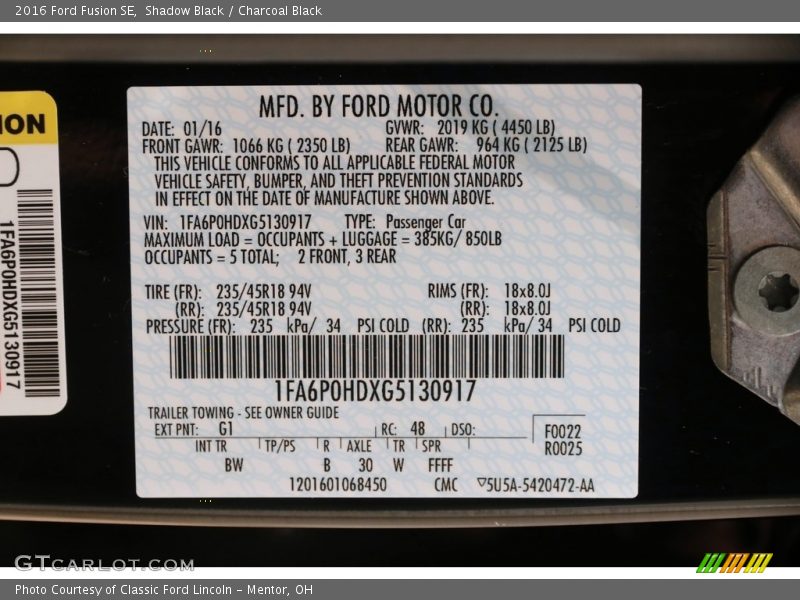 2016 Ford Fusion SE, Shadow Black / Charcoal Black
ION
1FA6P0HDXG5130917
MFD. BY FORD MOTOR CO.
DATE: 01/16 GVWR: 2019 KG ( 4450 LB)
FRONT GAWR: 1066 KG ( 2350 LB) REAR GAWR: 964 KG ( 2125 LB)
THIS VEHICLE CONFORMS TO ALL APPLICABLE FEDERAL MOTOR
VEHICLE SAFETY, BUMPER, AND THEFT PREVENTION STANDARDS
IN EFFECT ON THE DATE OF MANUFACTURE SHOWN ABOVE.
VIN: 1FA6P0HDXG5130917 TYPE: Passenger Car
MAXIMUM LOAD = OCCUPANTS + LUGGAGE = 385KG/ 850LB
OCCUPANTS = 5 TOTAL; 2 FRONT, 3 REAR
TIRE (FR): 235/45R18 94V RIMS (FR): 18x8.0J
(RR): 235/45R18 94V (RR): 18x8.0J
PRESSURE (FR): 235 kPa/ 34 PSI COLD (RR): 235 kPa/ 34 PSI COLD
1FA6P0HDXG5130917
TRAILER TOWING - SEE OWNER GUIDE
EXT PNT: G1 RC: 48 DSO: F0022
R0025
INT TR TP/PS R AXLE TR SPR
BW B 30 W FFFF
1201601068450 CMC ▽5U5A-5420472-AA
GTCARLOT.COM
Photo Courtesy of Classic Ford Lincoln – Mentor, OH